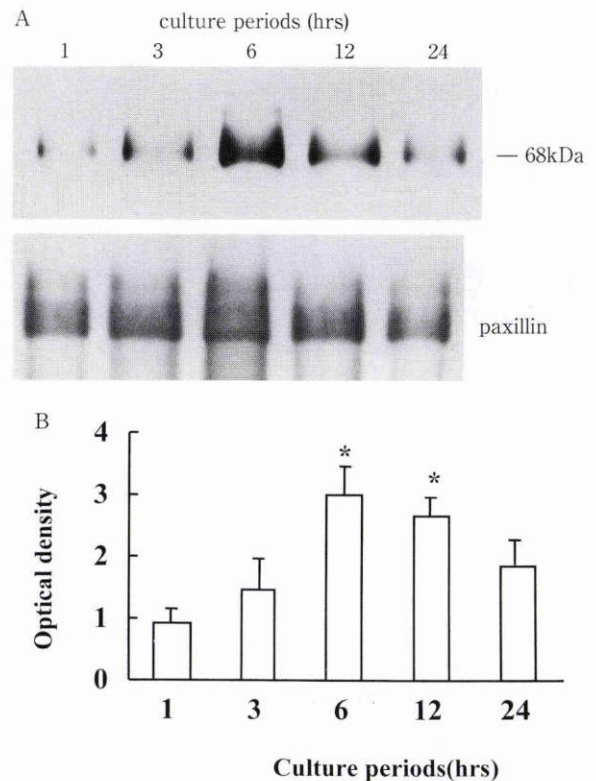 A
culture periods (hrs)
1 3 6 12 24
— 68kDa
paxillin
B
Optical density
4
3
2
1
0
* *
1 3 6 12 24
Culture periods(hrs)